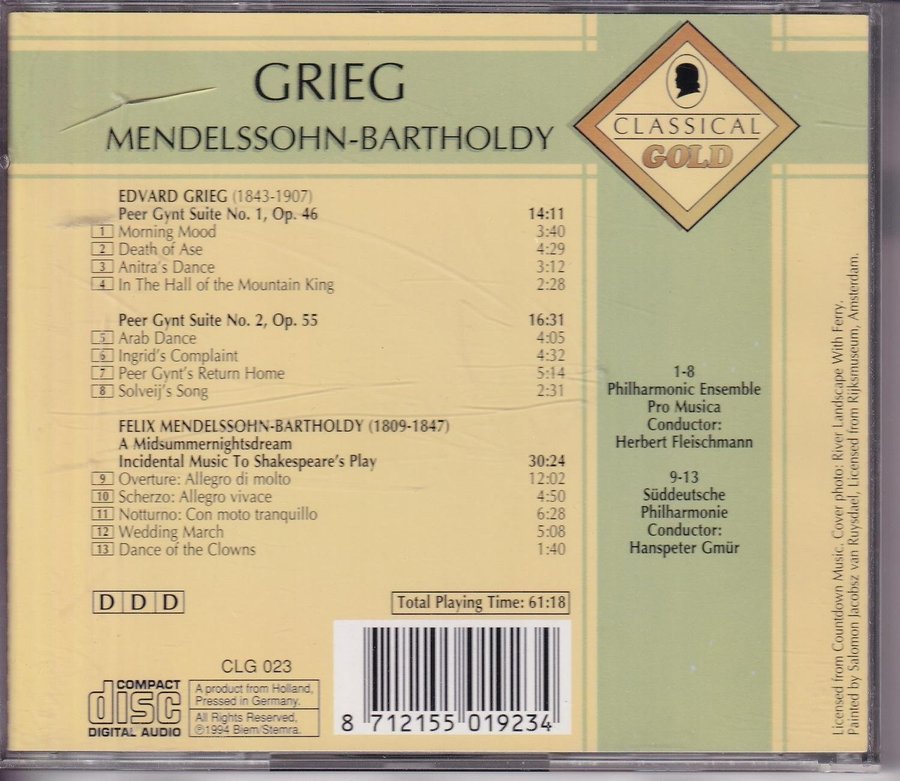 GRIEG
MENDELSSOHN-BARTHOLDY
CLASSICAL
GOLD
EDVARD GRIEG (1843-1907)
Peer Gynt Suite No. 1, Op. 46 14:11
1 Morning Mood 3:40
2 Death of Ase 4:29
3 Anitra's Dance 3:12
4 In The Hall of the Mountain King 2:28
Peer Gynt Suite No. 2, Op. 55 16:31
5 Arab Dance 4:05
6 Ingrid's Complaint 4:32
7 Peer Gynt's Return Home 5:14
8 Solveij's Song 2:31
FELIX MENDELSSOHN-BARTHOLDY (1809-1847)
A Midsummernightsdream
Incidental Music To Shakespeare's Play 30:24
9 Overture: Allegro di molto 12:02
10 Scherzo: Allegro vivace 4:50
11 Notturno: Con moto tranquillo 6:28
12 Wedding March 5:08
13 Dance of the Clowns 1:40
1-8
Philharmonic Ensemble
Pro Musica
Conductor:
Herbert Fleischmann
9-13
Süddeutsche
Philharmonie
Conductor:
Hanspeter Gmür
DDD
Total Playing Time: 61:18
CLG 023
COMPACT
disc
DIGITAL AUDIO
A product from Holland,
Pressed in Germany.
All Rights Reserved,
℗1994 Biem/Stemra.
8 712155 019234
Licensed from Countdown Music. Cover photo: River Landscape With Ferry.
Painted by Salomon Jacobsz van Ruysdael, Licensed from Rijksmuseum, Amsterdam.